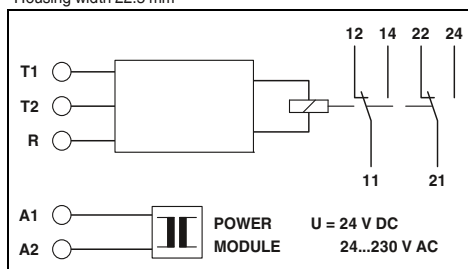 Housing width 22.5 mm
12 14 22 24
T1
T2
R
11 21
A1
POWER U = 24 V DC
A2
MODULE 24...230 V AC